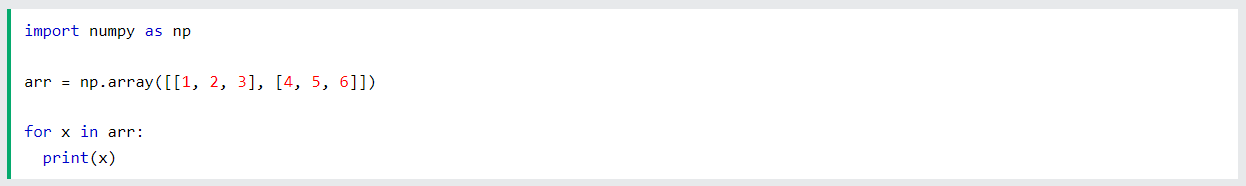 import numpy as np
arr = np.array([[1, 2, 3], [4, 5, 6]])
for x in arr:
  print(x)